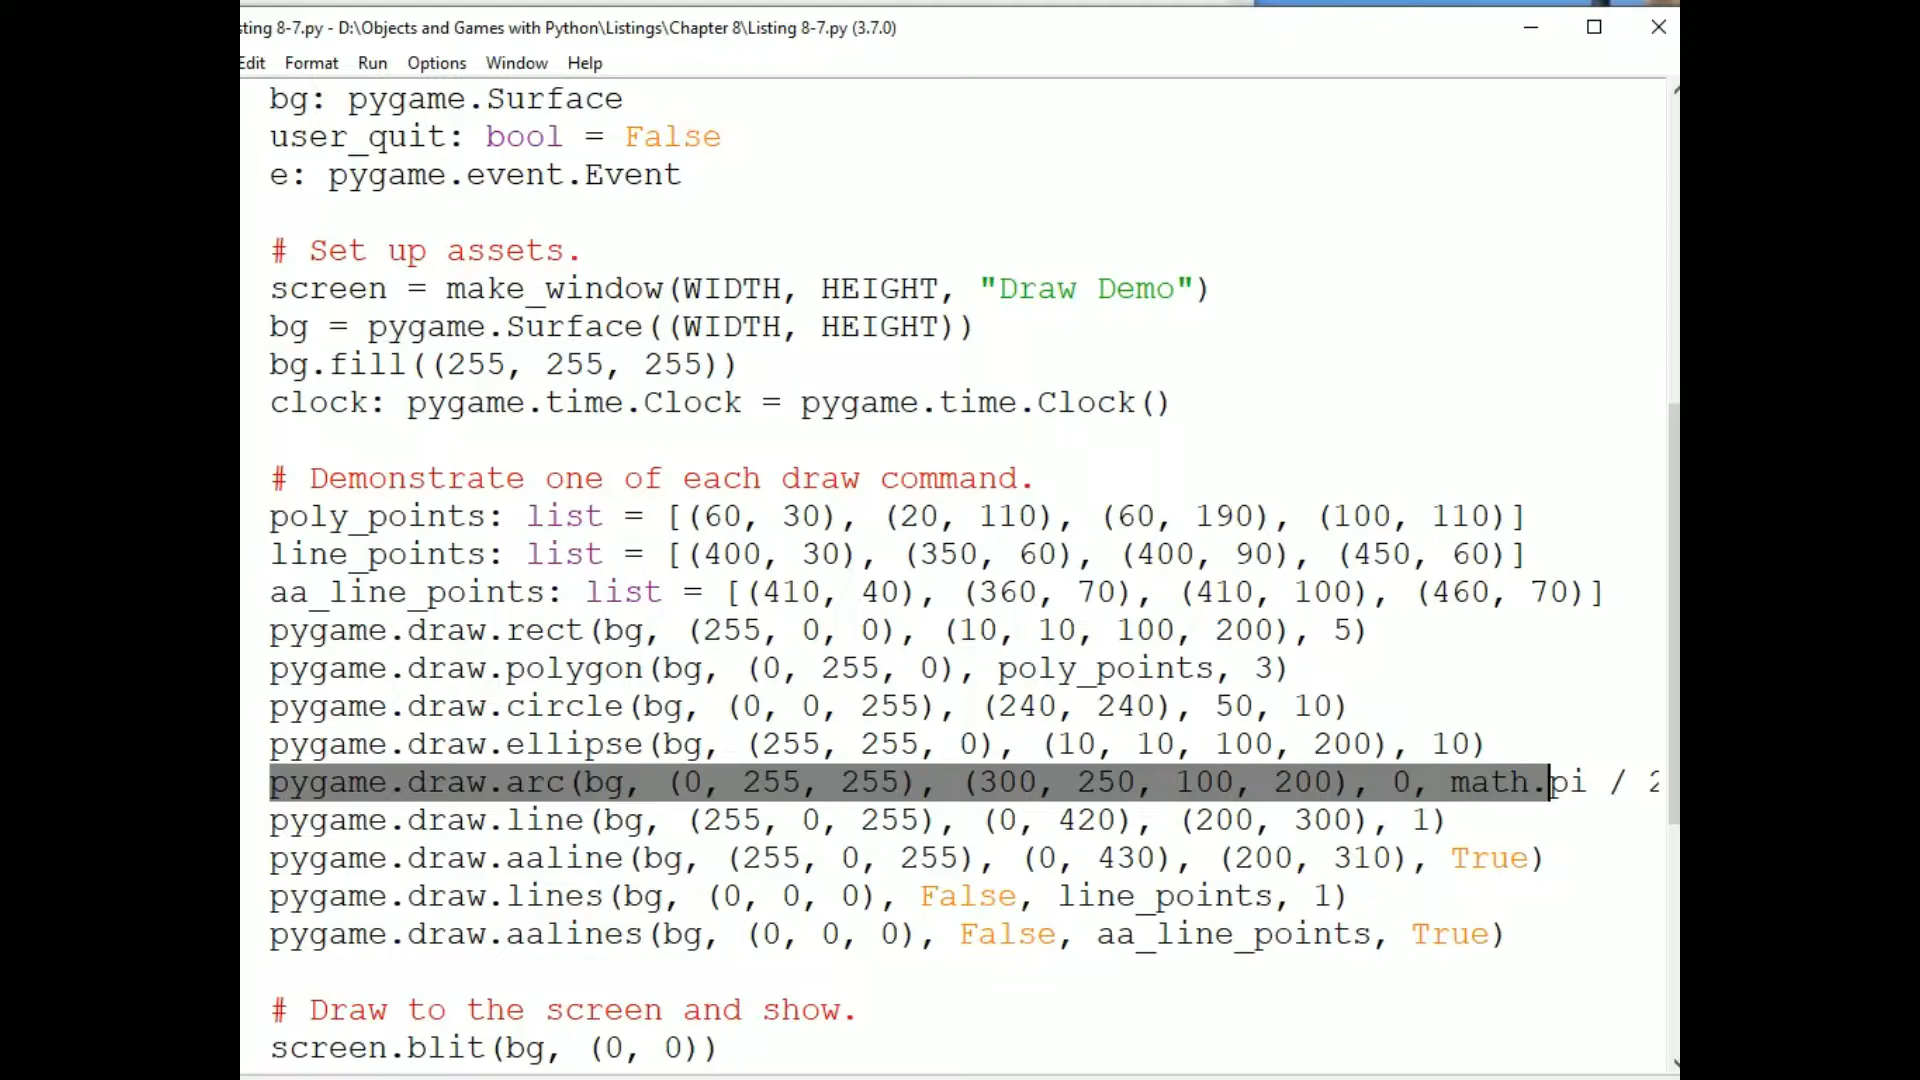 sting 8-7.py - D:\Objects and Games with Python\Listings\Chapter 8\Listing 8-7.py (3.7.0)
Edit Format Run Options Window Help
bg: pygame.Surface
user_quit: bool = False
e: pygame.event.Event
# Set up assets.
screen = make_window(WIDTH, HEIGHT, "Draw Demo")
bg = pygame.Surface((WIDTH, HEIGHT))
bg.fill((255, 255, 255))
clock: pygame.time.Clock = pygame.time.Clock()
# Demonstrate one of each draw command.
poly_points: list = [(60, 30), (20, 110), (60, 190), (100, 110)]
line_points: list = [(400, 30), (350, 60), (400, 90), (450, 60)]
aa_line_points: list = [(410, 40), (360, 70), (410, 100), (460, 70)]
pygame.draw.rect(bg, (255, 0, 0), (10, 10, 100, 200), 5)
pygame.draw.polygon(bg, (0, 255, 0), poly_points, 3)
pygame.draw.circle(bg, (0, 0, 255), (240, 240), 50, 10)
pygame.draw.ellipse(bg, (255, 255, 0), (10, 10, 100, 200), 10)
pygame.draw.arc(bg, (0, 255, 255), (300, 250, 100, 200), 0, math.pi / 2
pygame.draw.line(bg, (255, 0, 255), (0, 420), (200, 300), 1)
pygame.draw.aaline(bg, (255, 0, 255), (0, 430), (200, 310), True)
pygame.draw.lines(bg, (0, 0, 0), False, line_points, 1)
pygame.draw.aalines(bg, (0, 0, 0), False, aa_line_points, True)
# Draw to the screen and show.
screen.blit(bg, (0, 0))